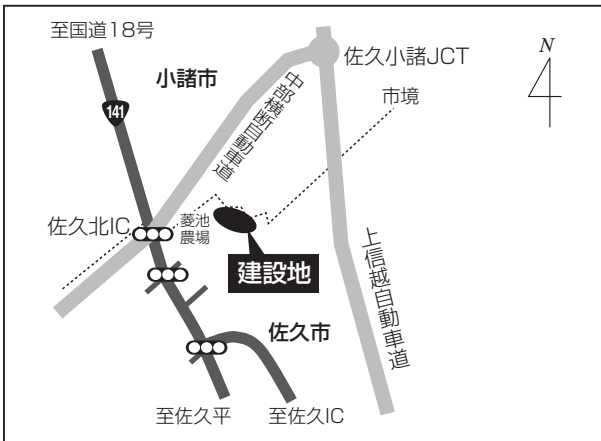 至国道18号
小諸市
佐久小諸JCT
N
市境
141
中部横断自動車道
佐久北IC
菱池
農場
建設地
上信越自動車道
佐久市
至佐久平
至佐久IC